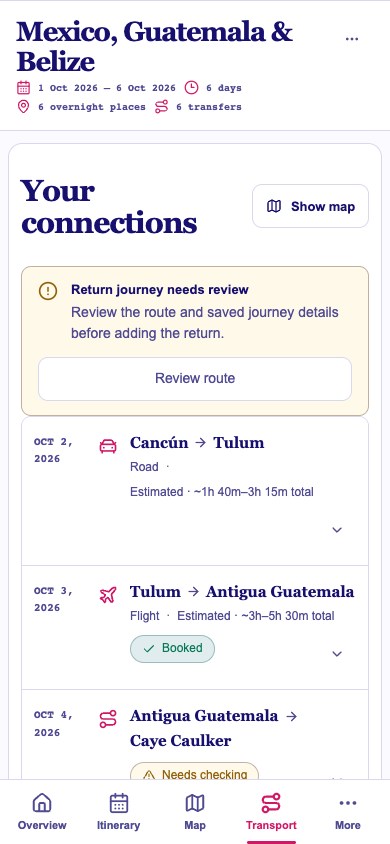 Mexico, Guatemala &
Belize
1 Oct 2026 — 6 Oct 2026 6 days
6 overnight places 6 transfers
Your
connections
Show map
Return journey needs review
Review the route and saved journey details
before adding the return.
Review route
OCT 2,
2026
Cancún → Tulum
Road ·
Estimated · ~1h 40m–3h 15m total
OCT 3,
2026
Tulum → Antigua Guatemala
Flight · Estimated · ~3h–5h 30m total
Booked
OCT 4,
2026
Antigua Guatemala →
Caye Caulker
Needs checking
Overview
Itinerary
Map
Transport
More